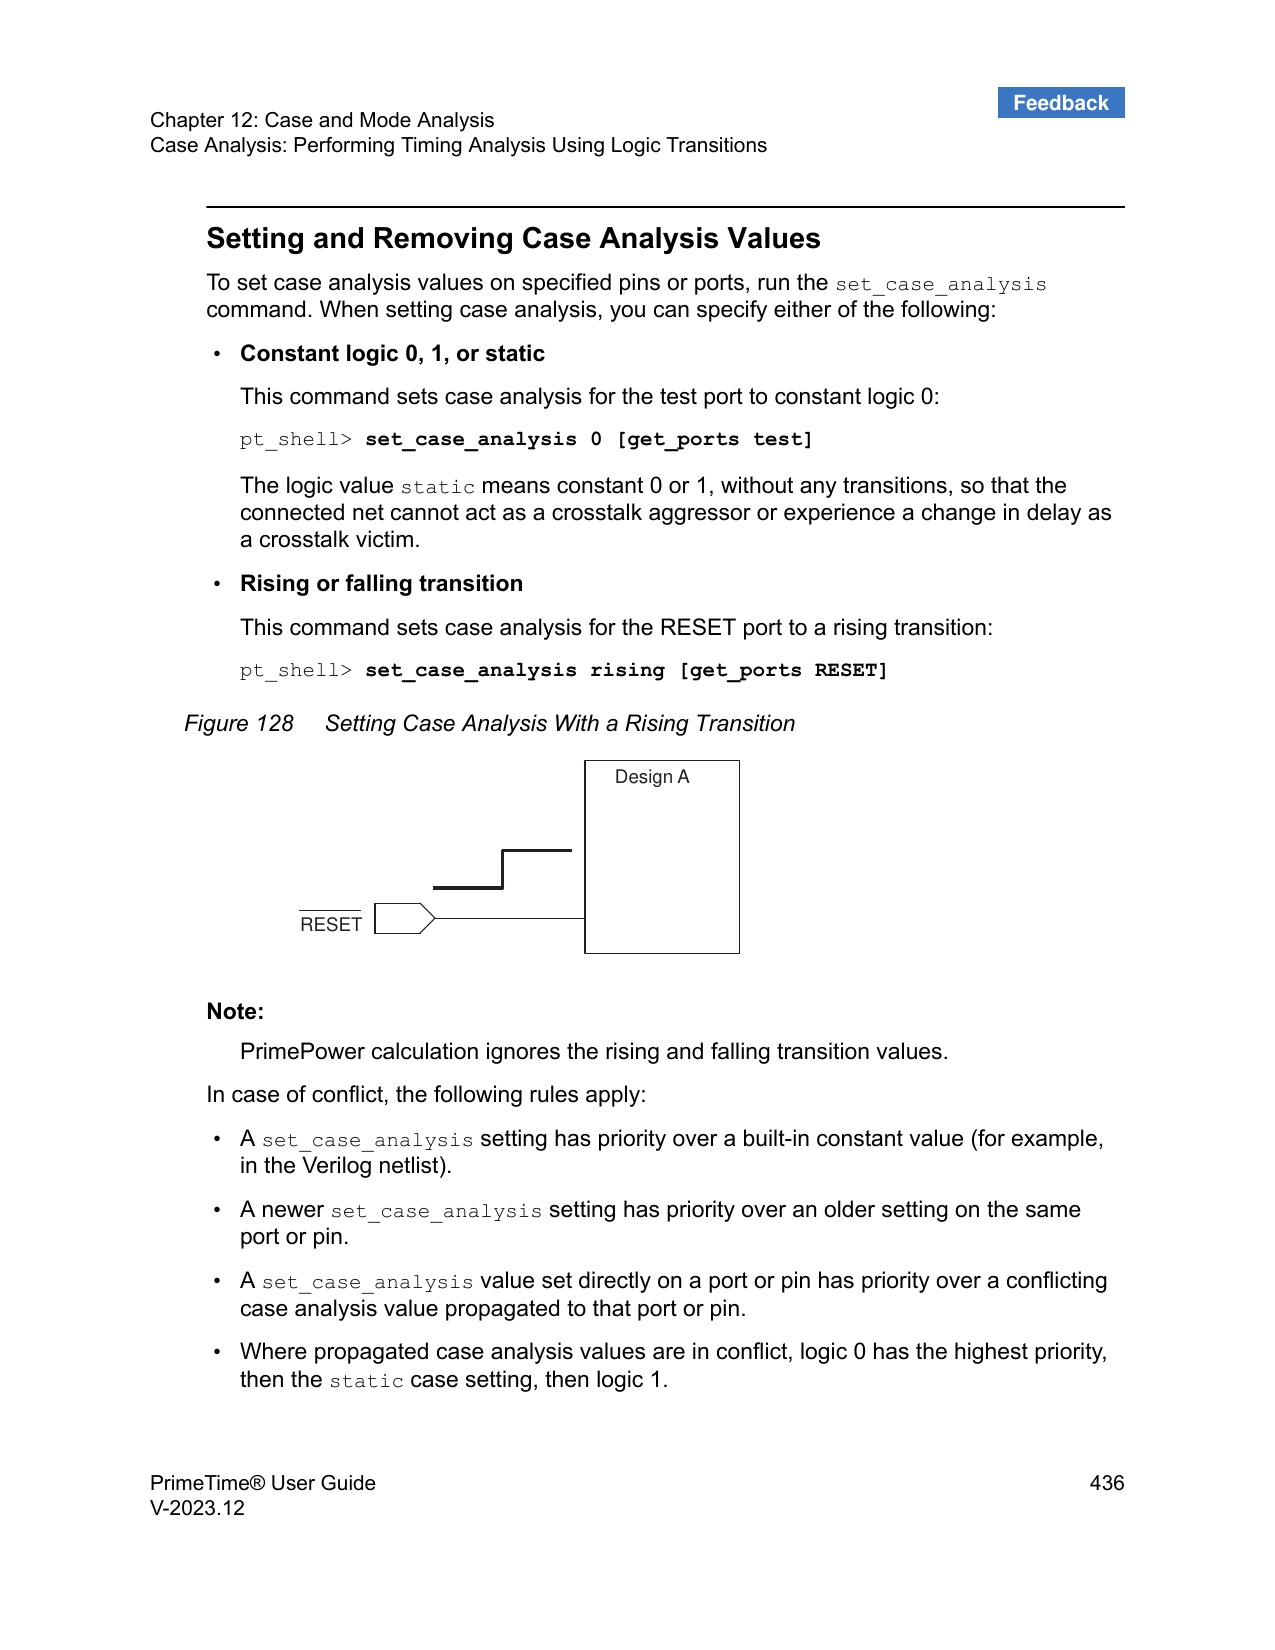 Feedback
Chapter 12: Case and Mode Analysis
Case Analysis: Performing Timing Analysis Using Logic Transitions
Setting and Removing Case Analysis Values
To set case analysis values on specified pins or ports, run the set_case_analysis
command. When setting case analysis, you can specify either of the following:
• Constant logic 0, 1, or static
This command sets case analysis for the test port to constant logic 0:
pt_shell> set_case_analysis 0 [get_ports test]
The logic value static means constant 0 or 1, without any transitions, so that the
connected net cannot act as a crosstalk aggressor or experience a change in delay as
a crosstalk victim.
• Rising or falling transition
This command sets case analysis for the RESET port to a rising transition:
pt_shell> set_case_analysis rising [get_ports RESET]
Figure 128 Setting Case Analysis With a Rising Transition
Design A
RESET
Note:
PrimePower calculation ignores the rising and falling transition values.
In case of conflict, the following rules apply:
• A set_case_analysis setting has priority over a built-in constant value (for example,
in the Verilog netlist).
• A newer set_case_analysis setting has priority over an older setting on the same
port or pin.
• A set_case_analysis value set directly on a port or pin has priority over a conflicting
case analysis value propagated to that port or pin.
• Where propagated case analysis values are in conflict, logic 0 has the highest priority,
then the static case setting, then logic 1.
PrimeTime® User Guide 436
V-2023.12